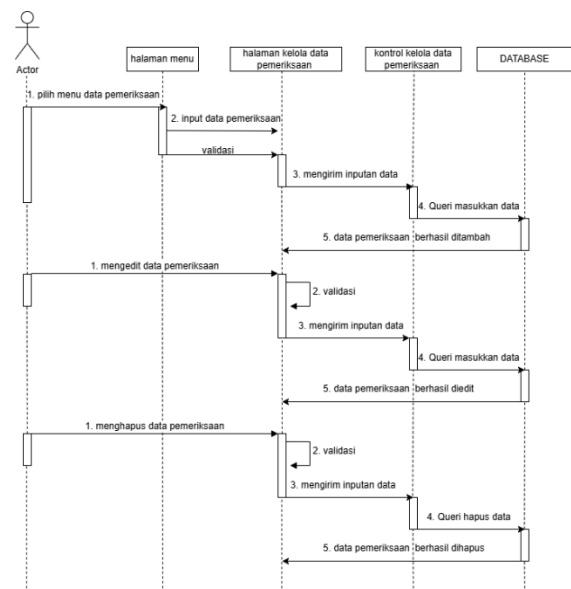 Actor
halaman menu
halaman kelola data
pemeriksaan
kontrol kelola data
pemeriksaan
DATABASE
1. pilih menu data pemeriksaan
2. input data pemeriksaan
validasi
3. mengirim inputan data
4. Queri masukkan data
5. data pemeriksaan berhasil ditambah
1. mengedit data pemeriksaan
2. validasi
3. mengirim inputan data
4. Queri masukkan data
5. data pemeriksaan berhasil diedit
1. menghapus data pemeriksaan
2. validasi
3. mengirim inputan data
4. Queri hapus data
5. data pemeriksaan berhasil dihapus